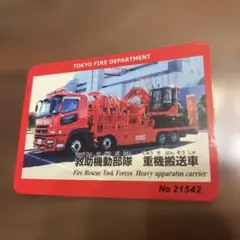 TOKYO FIRE DEPARTMENT
救助機動部隊 重機搬送車
Fire Rescue Task Forces Heavy apparatus carrier
No 21542